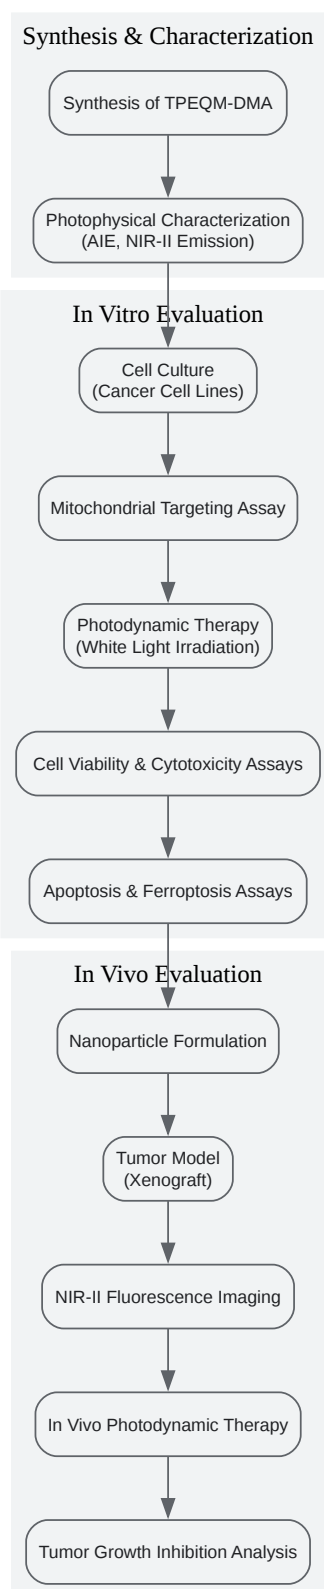 Synthesis & Characterization
Synthesis of TPEQM-DMA
Photophysical Characterization
(AIE, NIR-II Emission)
In Vitro Evaluation
Cell Culture
(Cancer Cell Lines)
Mitochondrial Targeting Assay
Photodynamic Therapy
(White Light Irradiation)
Cell Viability & Cytotoxicity Assays
Apoptosis & Ferroptosis Assays
In Vivo Evaluation
Nanoparticle Formulation
Tumor Model
(Xenograft)
NIR-II Fluorescence Imaging
In Vivo Photodynamic Therapy
Tumor Growth Inhibition Analysis